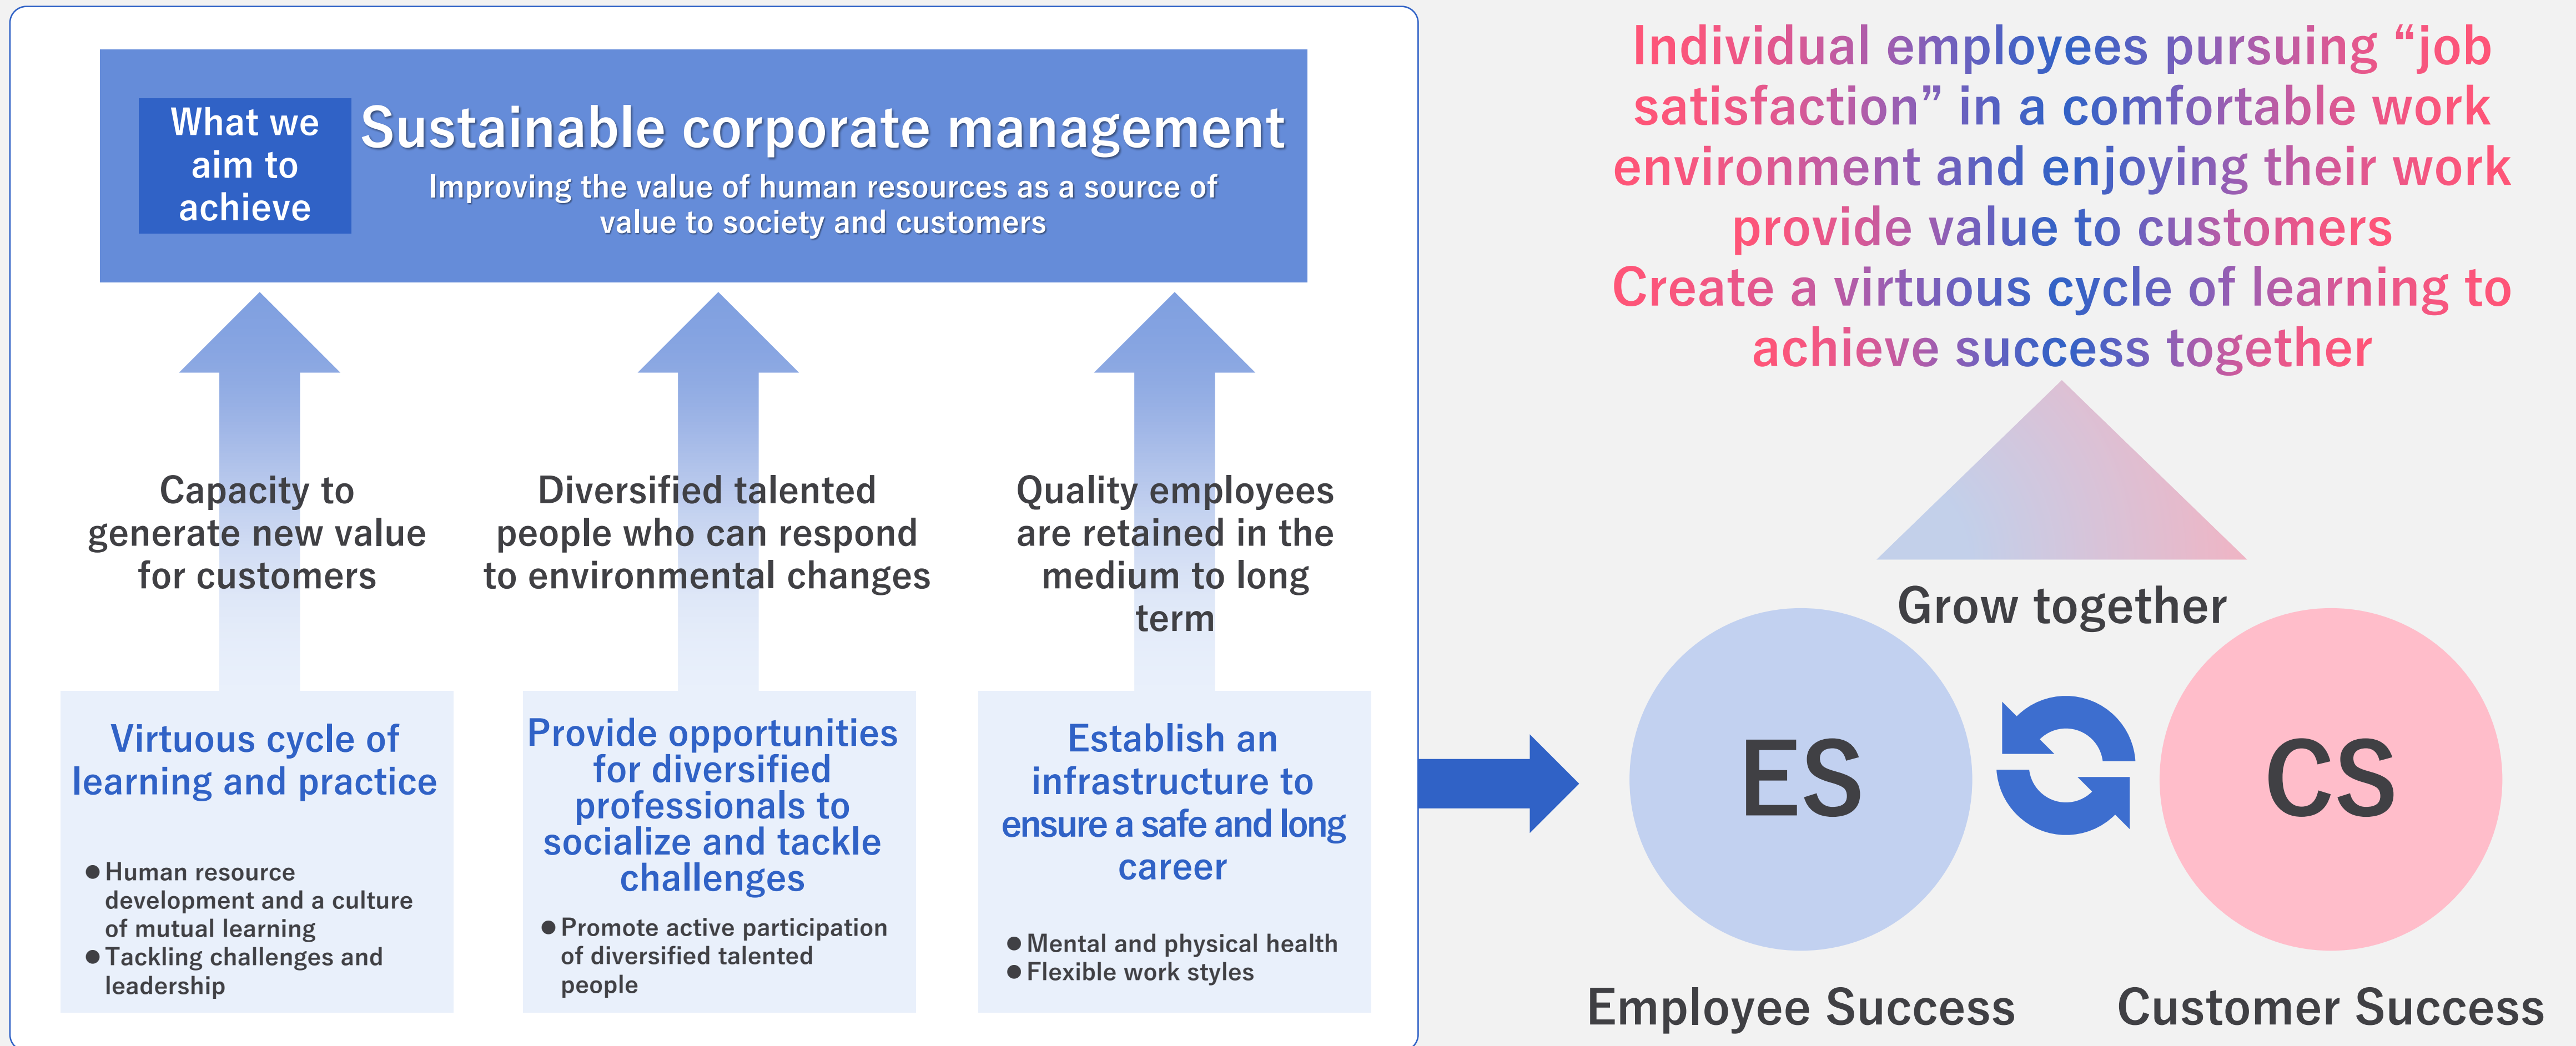 What we
aim to
achieve
Sustainable corporate management
Improving the value of human resources as a source of
value to society and customers
Capacity to
generate new value
for customers
Diversified talented
people who can respond
to environmental changes
Quality employees
are retained in the
medium to long
term
Virtuous cycle of
learning and practice
●Human resource
development and a culture
of mutual learning
●Tackling challenges and
leadership
Provide opportunities
for diversified
professionals to
socialize and tackle
challenges
●Promote active participation
of diversified talented
people
Establish an
infrastructure to
ensure a safe and long
career
●Mental and physical health
●Flexible work styles
Individual employees pursuing “job
satisfaction” in a comfortable work
environment and enjoying their work
provide value to customers
Create a virtuous cycle of learning to
achieve success together
Grow together
ES
CS
Employee Success
Customer Success